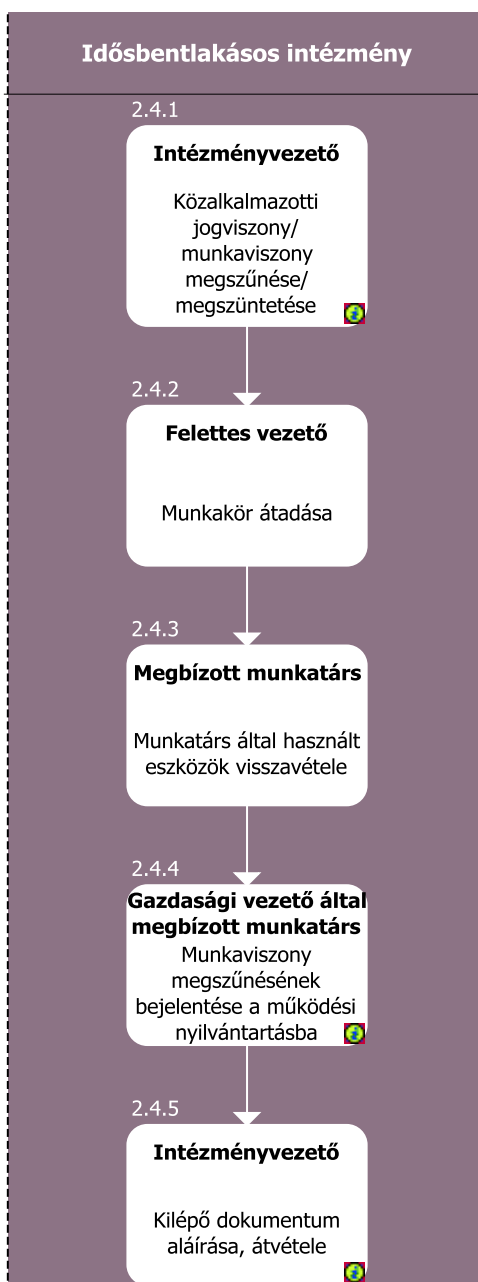 Idősbentlakásos intézmény
2.4.1
Intézményvezető
Közalkalmazotti
jogviszony/
munkaviszony
megszűnése/
megszüntetése
2.4.2
Felettes vezető
Munkakör átadása
2.4.3
Megbízott munkatárs
Munkatárs által használt
eszközök visszavétele
2.4.4
Gazdasági vezető által
megbízott munkatárs
Munkaviszony
megszűnésének
bejelentése a működési
nyilvántartásba
2.4.5
Intézményvezető
Kilépő dokumentum
aláírása, átvétele